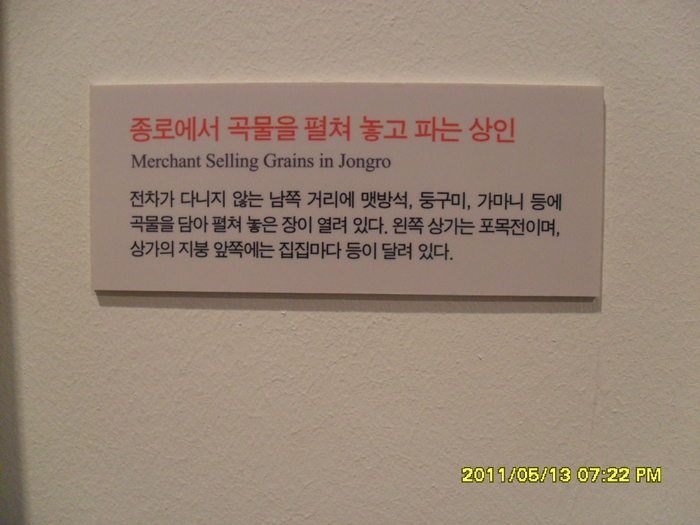 종로에서 곡물을 펼쳐 놓고 파는 상인
Merchant Selling Grains in Jongro
전차가 다니지 않는 남쪽 거리에 맷방석, 둥구미, 가마니 등에
곡물을 담아 펼쳐 놓은 장이 열려 있다. 왼쪽 상가는 포목전이며,
상가의 지붕 앞쪽에는 집집마다 등이 달려 있다.
2011/05/13 07:22 PM